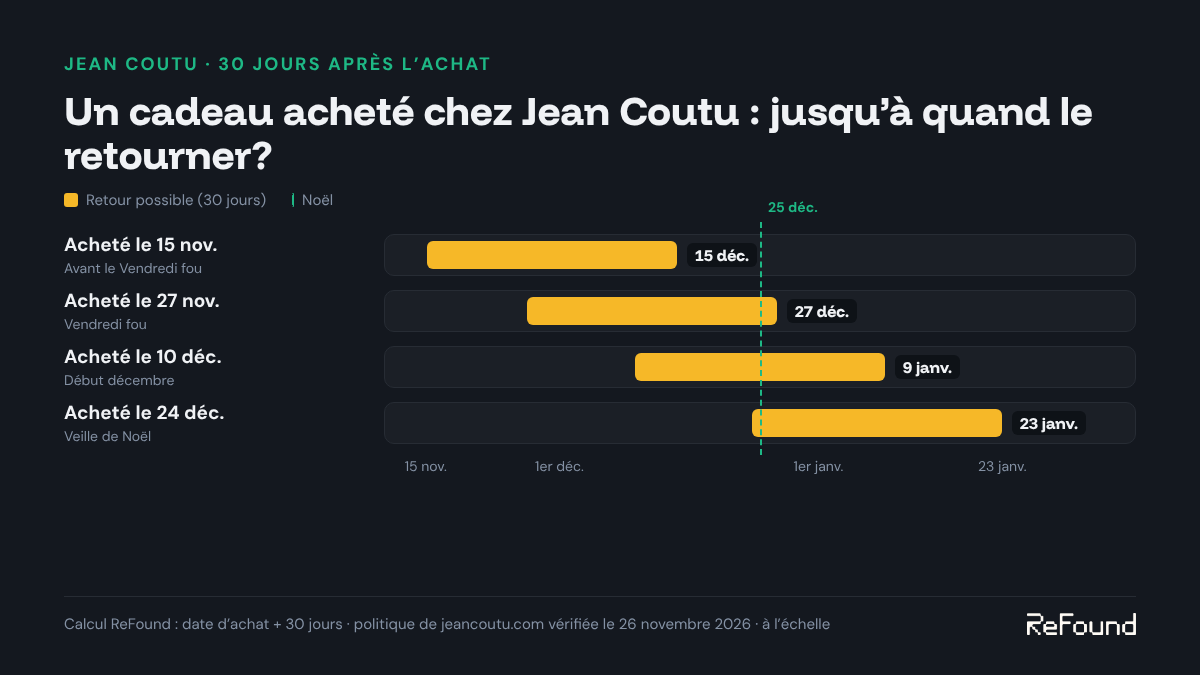 JEAN COUTU · 30 JOURS APRÈS L’ACHAT
Un cadeau acheté chez Jean Coutu : jusqu’à quand le
retourner?
Retour possible (30 jours)
Noël
25 déc.
Acheté le 15 nov.
Avant le Vendredi fou
15 déc.
Acheté le 27 nov.
Vendredi fou
27 déc.
Acheté le 10 déc.
Début décembre
9 janv.
Acheté le 24 déc.
Veille de Noël
23 janv.
15 nov.
1er déc.
1er janv.
23 janv.
Calcul ReFound : date d’achat + 30 jours · politique de jeancoutu.com vérifiée le 26 novembre 2026 · à l’échelle
ReFound